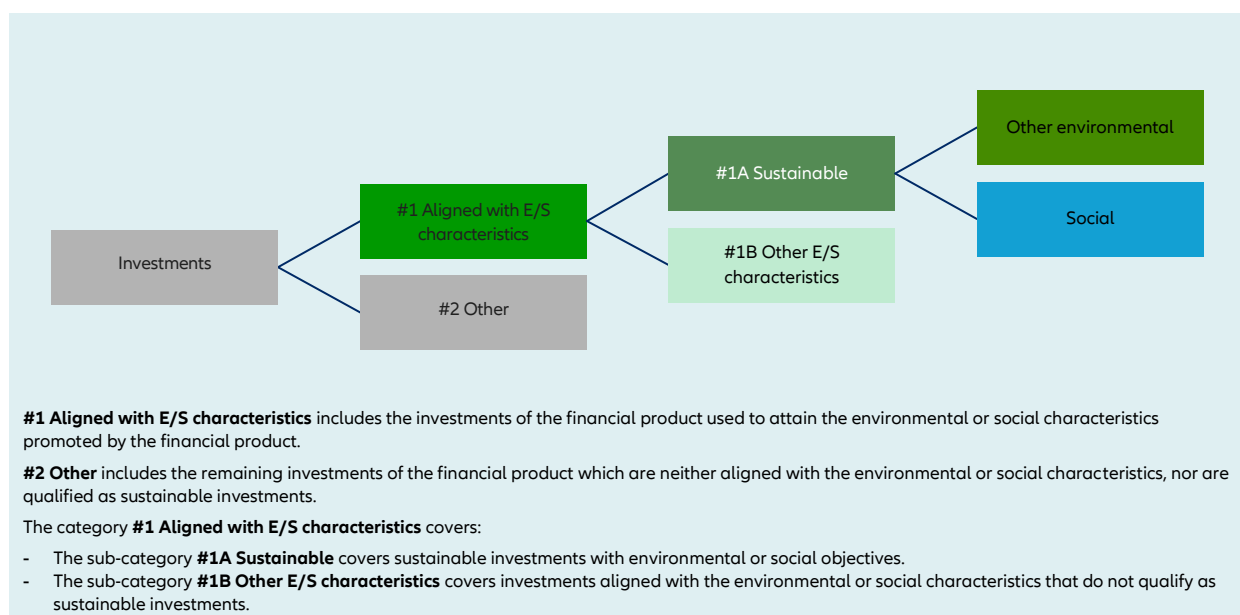 Other environmental
#1A Sustainable
#1 Aligned with E/S
characteristics
Social
Investments
#1B Other E/S
characteristics
#2 Other
#1 Aligned with E/S characteristics includes the investments of the financial product used to attain the environmental or social characteristics
promoted by the financial product.
#2 Other includes the remaining investments of the financial product which are neither aligned with the environmental or social characteristics, nor are
qualified as sustainable investments.
The category #1 Aligned with E/S characteristics covers:
- The sub-category #1A Sustainable covers sustainable investments with environmental or social objectives.
- The sub-category #1B Other E/S characteristics covers investments aligned with the environmental or social characteristics that do not qualify as
sustainable investments.